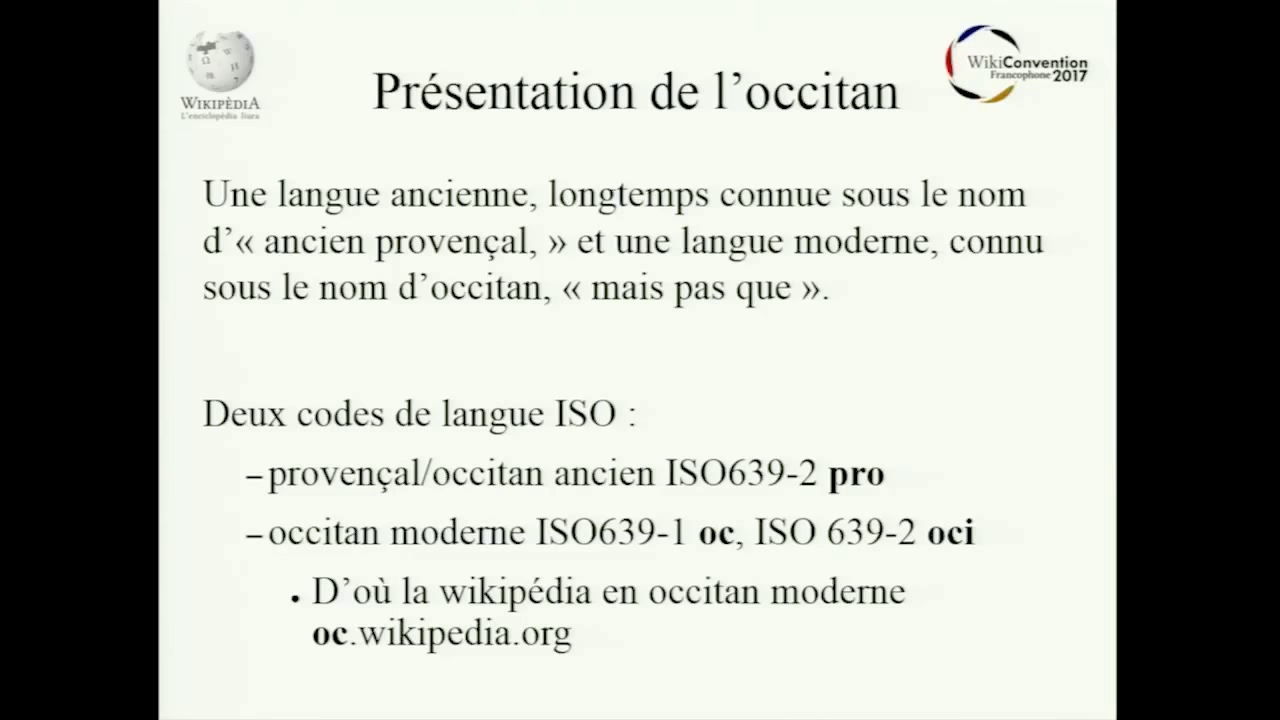 WIKIPÈDIA
L'enciclopèdia liura
WikiConvention
Francophone 2017
Présentation de l’occitan
Une langue ancienne, longtemps connue sous le nom
d’« ancien provençal, » et une langue moderne, connu
sous le nom d’occitan, « mais pas que ».
Deux codes de langue ISO :
–provençal/occitan ancien ISO639-2 pro
–occitan moderne ISO639-1 oc, ISO 639-2 oci
• D’où la wikipédia en occitan moderne
oc.wikipedia.org